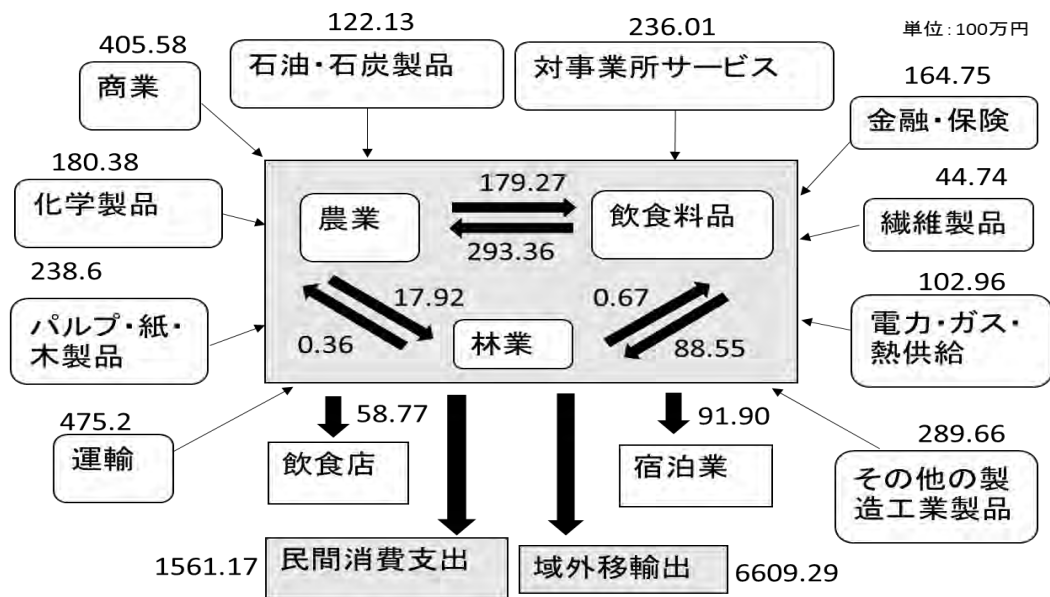 122.13
236.01
単位:100万円
405.58
石油・石炭製品
対事業所サービス
164.75
商業
金融・保険
180.38
179.27
44.74
化学製品
農業
飲食料品
繊維製品
293.36
238.6
17.92
0.67
102.96
パルプ・紙・
木製品
0.36
林業
88.55
電力・ガス・
熱供給
475.2
58.77
91.90
289.66
運輸
飲食店
宿泊業
その他の製
造工業製品
1561.17
民間消費支出
域外移輸出
6609.29